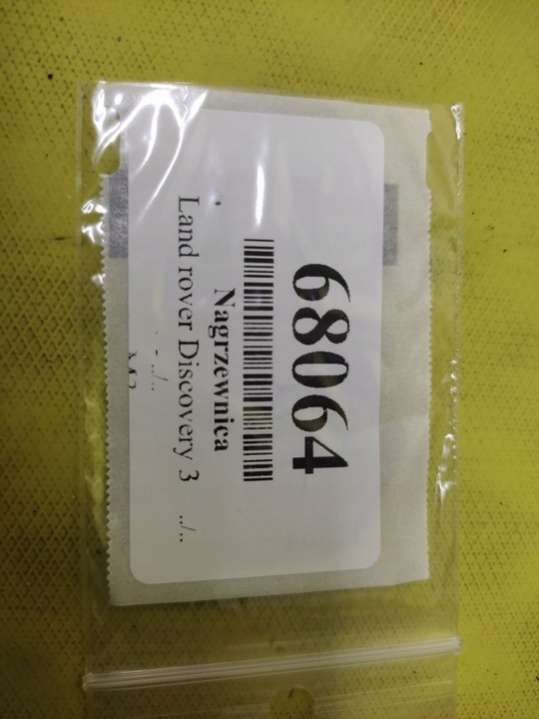 68064
Nagrzewnica
Land rover Discovery 3 ../..
- ../..